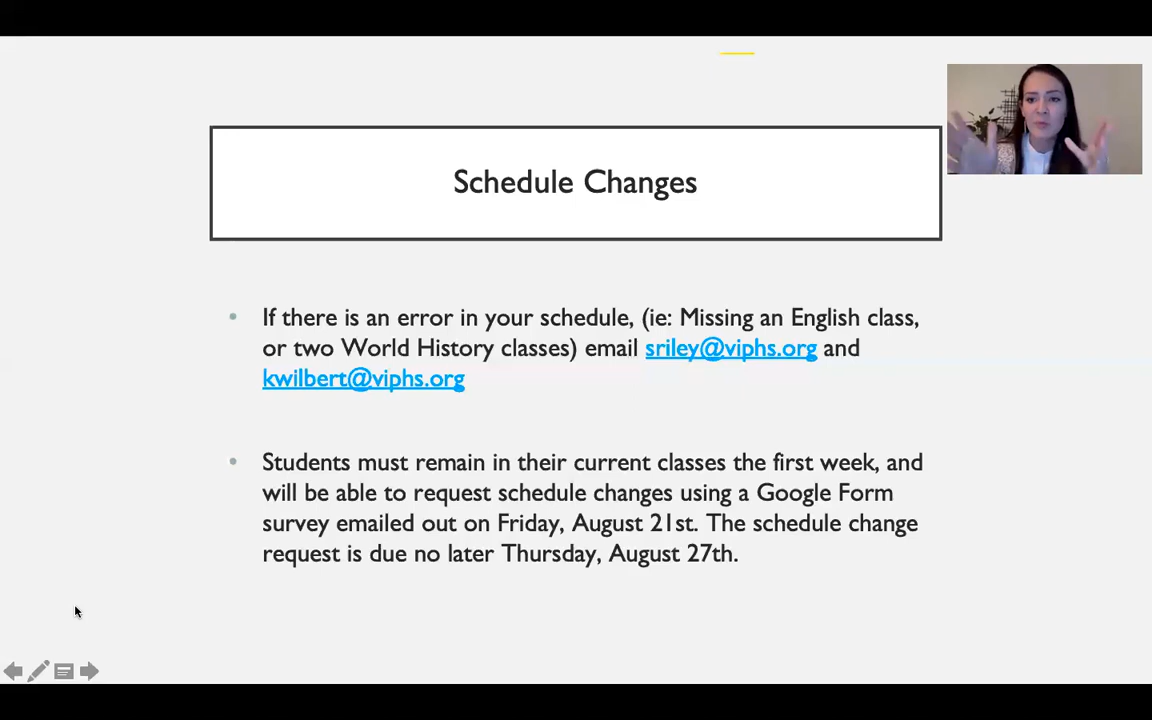 Schedule Changes
If there is an error in your schedule, (ie: Missing an English class,
or two World History classes) email sriley@viphs.org and
kwilbert@viphs.org
Students must remain in their current classes the first week, and
will be able to request schedule changes using a Google Form
survey emailed out on Friday, August 21st. The schedule change
request is due no later Thursday, August 27th.